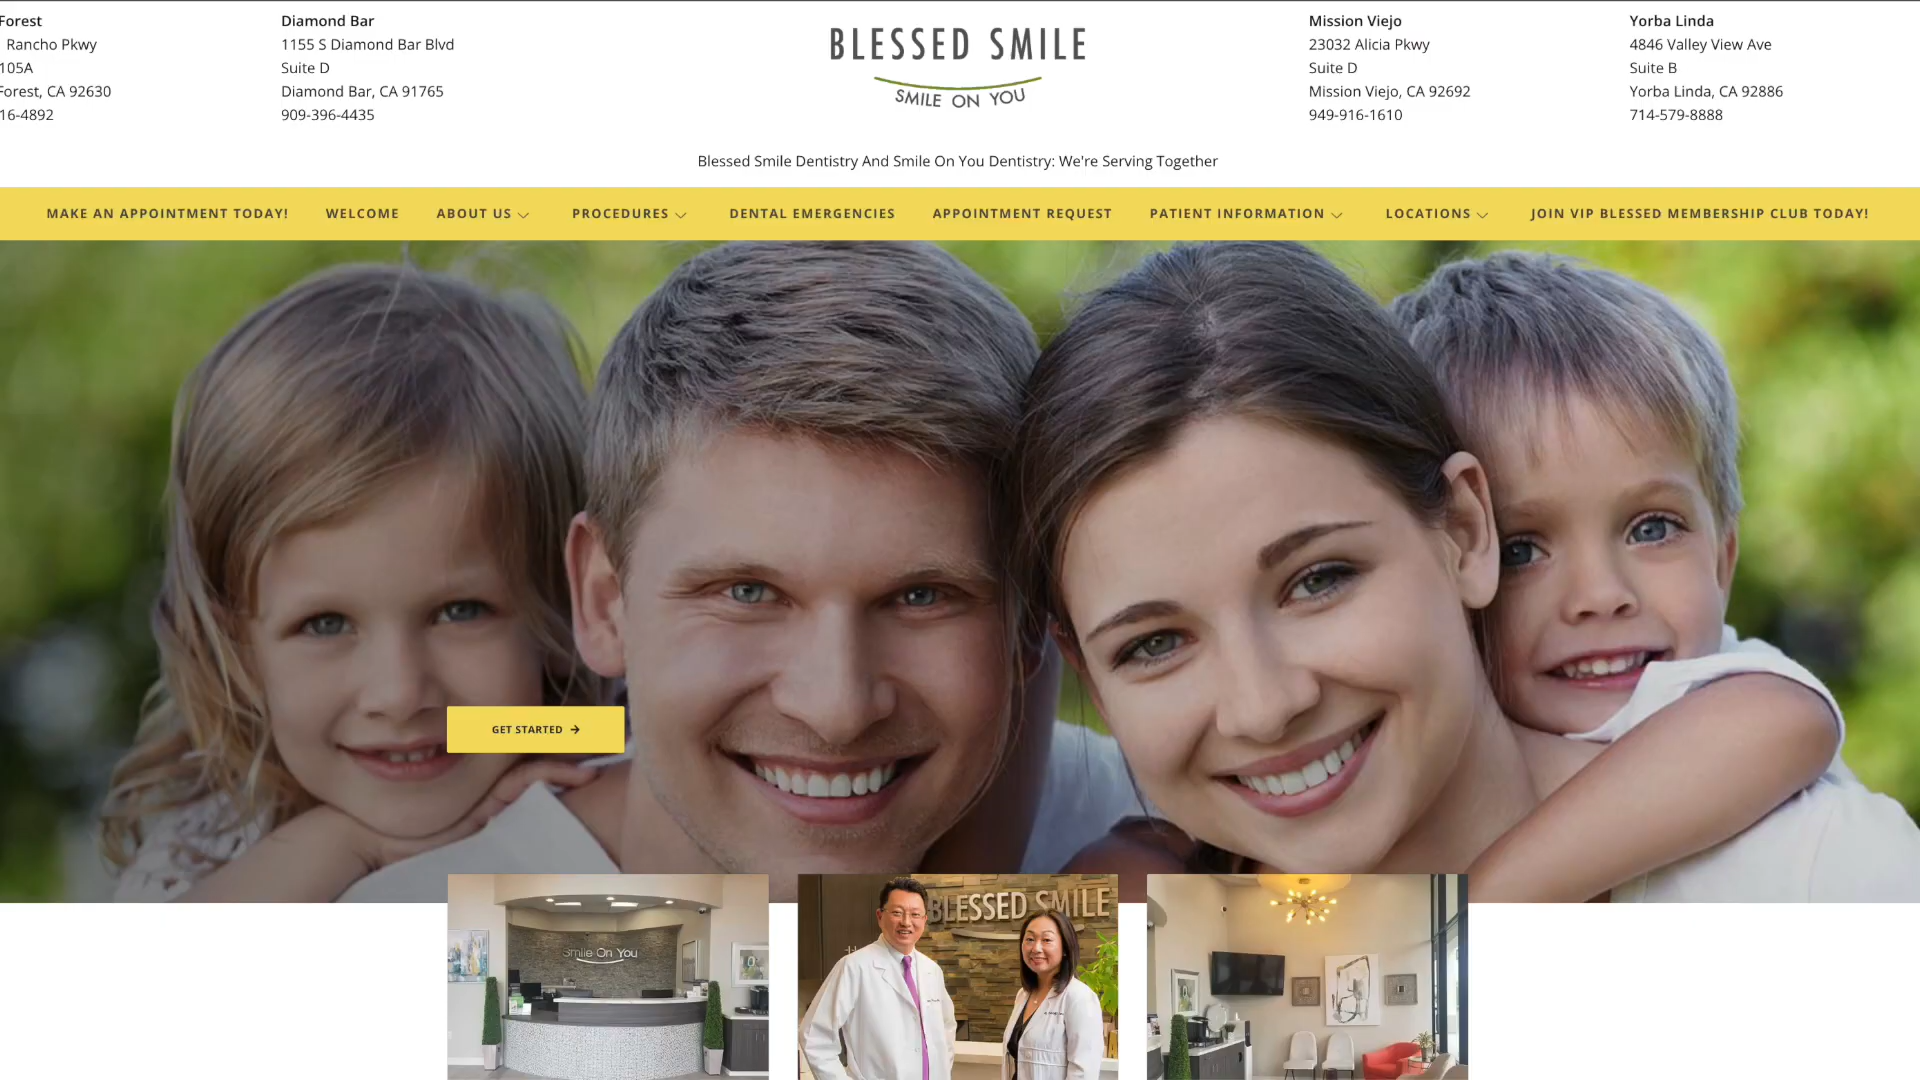 Forest
Rancho Pkwy
105A
Forest, CA 92630
16-4892
Diamond Bar
1155 S Diamond Bar Blvd
Suite D
Diamond Bar, CA 91765
909-396-4435
BLESSED SMILE
SMILE ON YOU
Mission Viejo
23032 Alicia Pkwy
Suite D
Mission Viejo, CA 92692
949-916-1610
Yorba Linda
4846 Valley View Ave
Suite B
Yorba Linda, CA 92886
714-579-8888
Blessed Smile Dentistry And Smile On You Dentistry: We're Serving Together
MAKE AN APPOINTMENT TODAY! WELCOME ABOUT US PROCEDURES DENTAL EMERGENCIES APPOINTMENT REQUEST PATIENT INFORMATION LOCATIONS JOIN VIP BLESSED MEMBERSHIP CLUB TODAY!
GET STARTED →
Smile On You
BLESSED SMILE